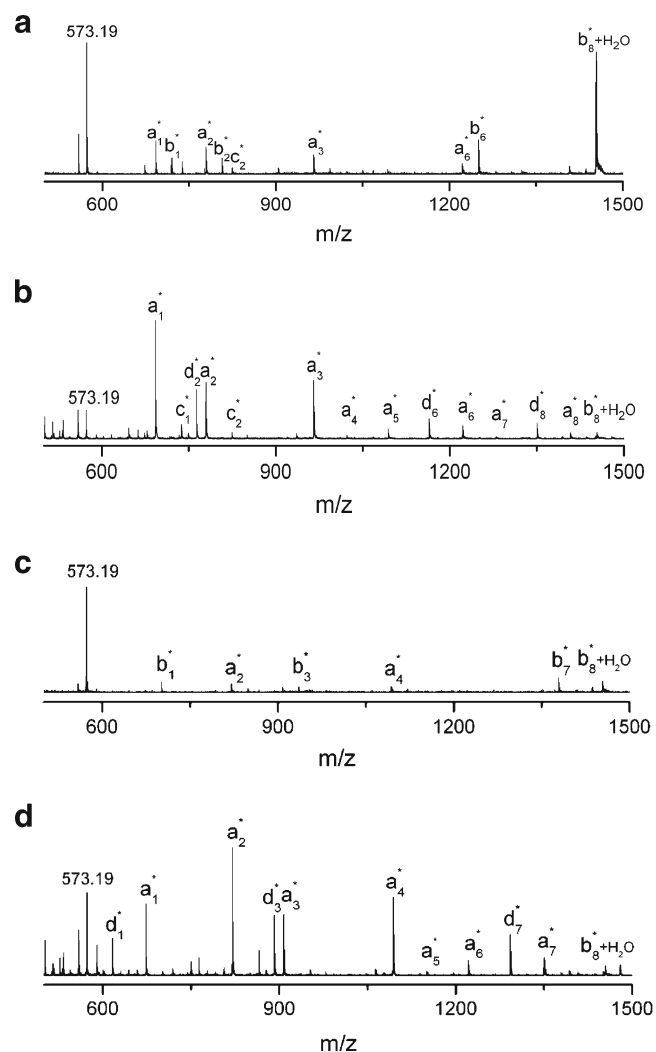 a
573.19
a₁* b₁* a₂* b₂* c₂* a₃* a₆* b₆* b₈*+H₂O
600 900 1200 1500
m/z
b
573.19
a₁* c₁* d₂* a₂* c₂* a₃* a₄* a₅* d₆* a₆* a₇* d₈* a₈* b₈*+H₂O
600 900 1200 1500
m/z
c
573.19
b₁* a₂* b₃* a₄* b₇* b₈*+H₂O
600 900 1200 1500
m/z
d
573.19
d₁* a₁* a₂* d₃* a₃* a₄* a₅* a₆* d₇* a₇* b₈*+H₂O
600 900 1200 1500
m/z